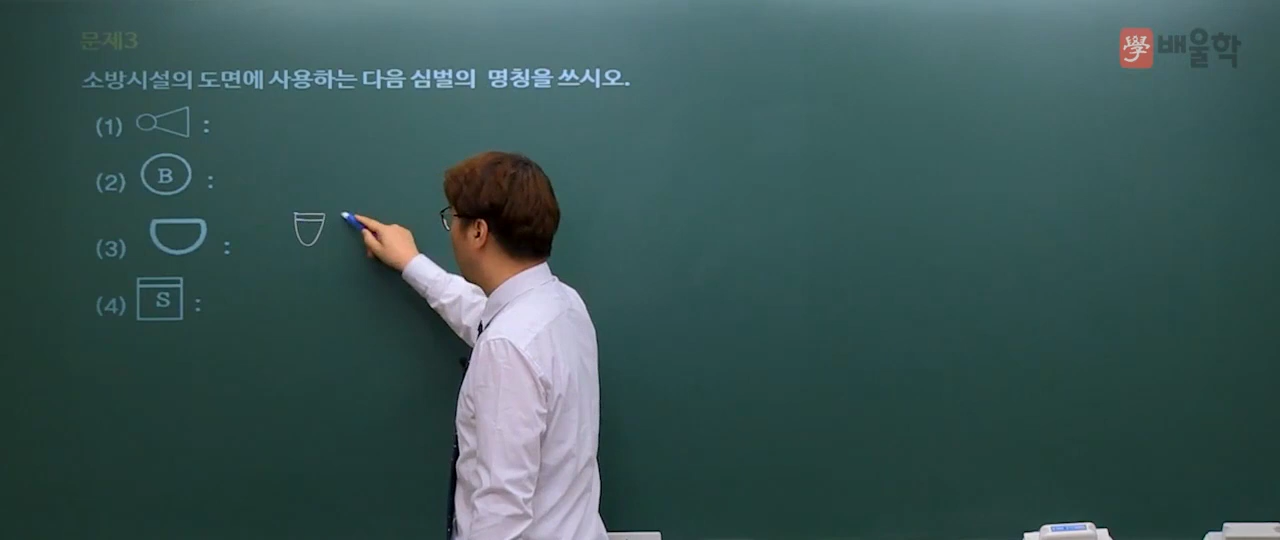 문제3
學 배울학
소방시설의 도면에 사용하는 다음 심벌의 명칭을 쓰시오.
(1) :
(2) B :
(3) :
(4) S :